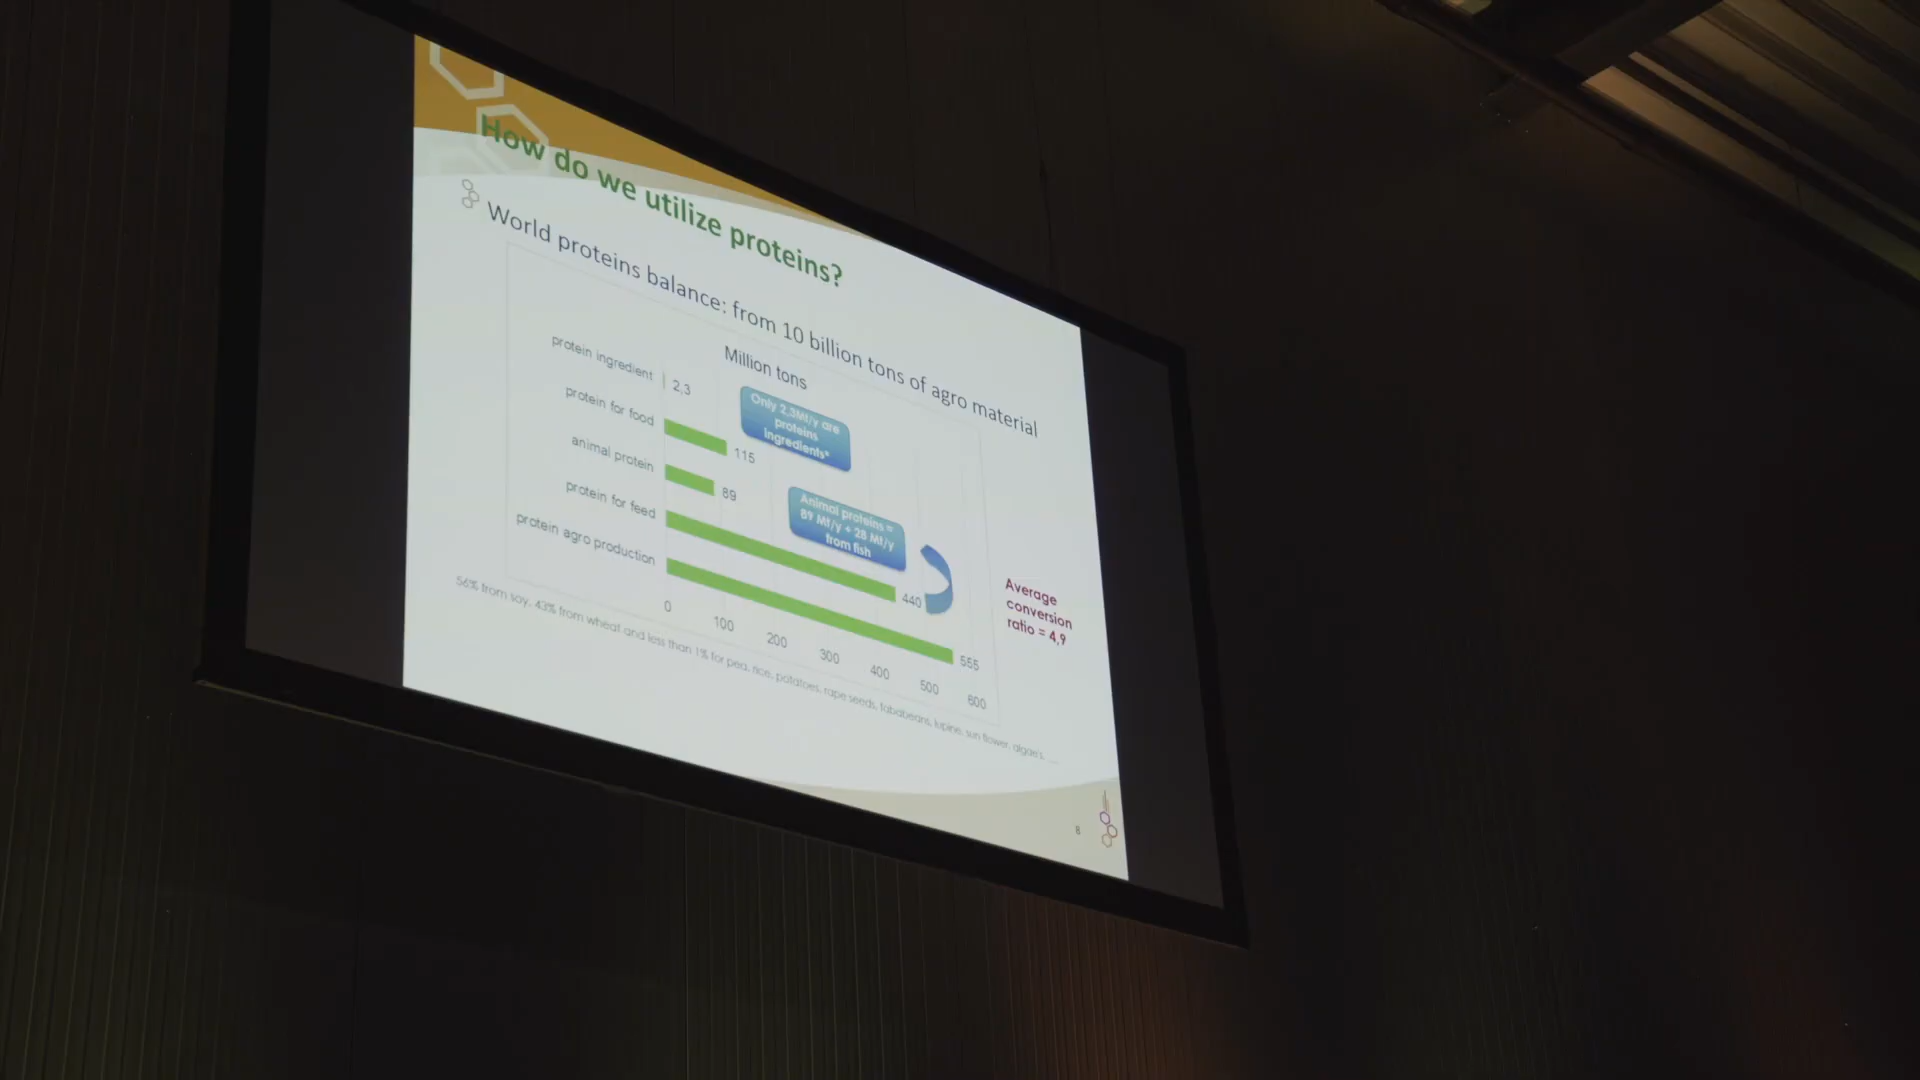 How do we utilize proteins?
World proteins balance: from 10 billion tons of agro material
Million tons
protein ingredient 2,3
Only 2,3Mt/y are
proteins
ingredients*
protein for food 115
animal protein 89
Animal proteins =
89 Mt/y + 28 Mt/y
from fish
protein for feed 440
protein agro production 555
Average
conversion
ratio = 4,9
0 100 200 300 400 500 600
56% from soy, 43% from wheat and less than 1% for pea, rice, potatoes, rape seeds, fababeans, lupine, sun flower, algae's, ...
8